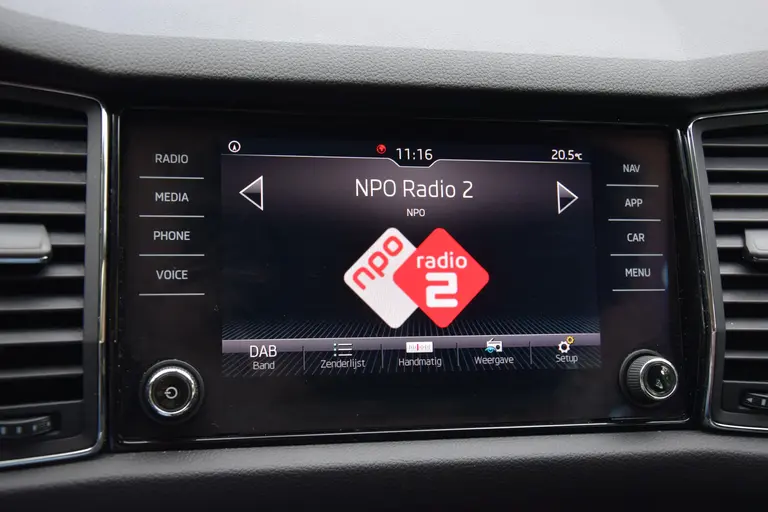 RADIO
MEDIA
PHONE
VOICE
11:16
20.5°C
NPO Radio 2
NPO
npo
radio
2
DAB
Band
Zenderlijst
Handmatig
Weergave
Setup
NAV
APP
CAR
MENU